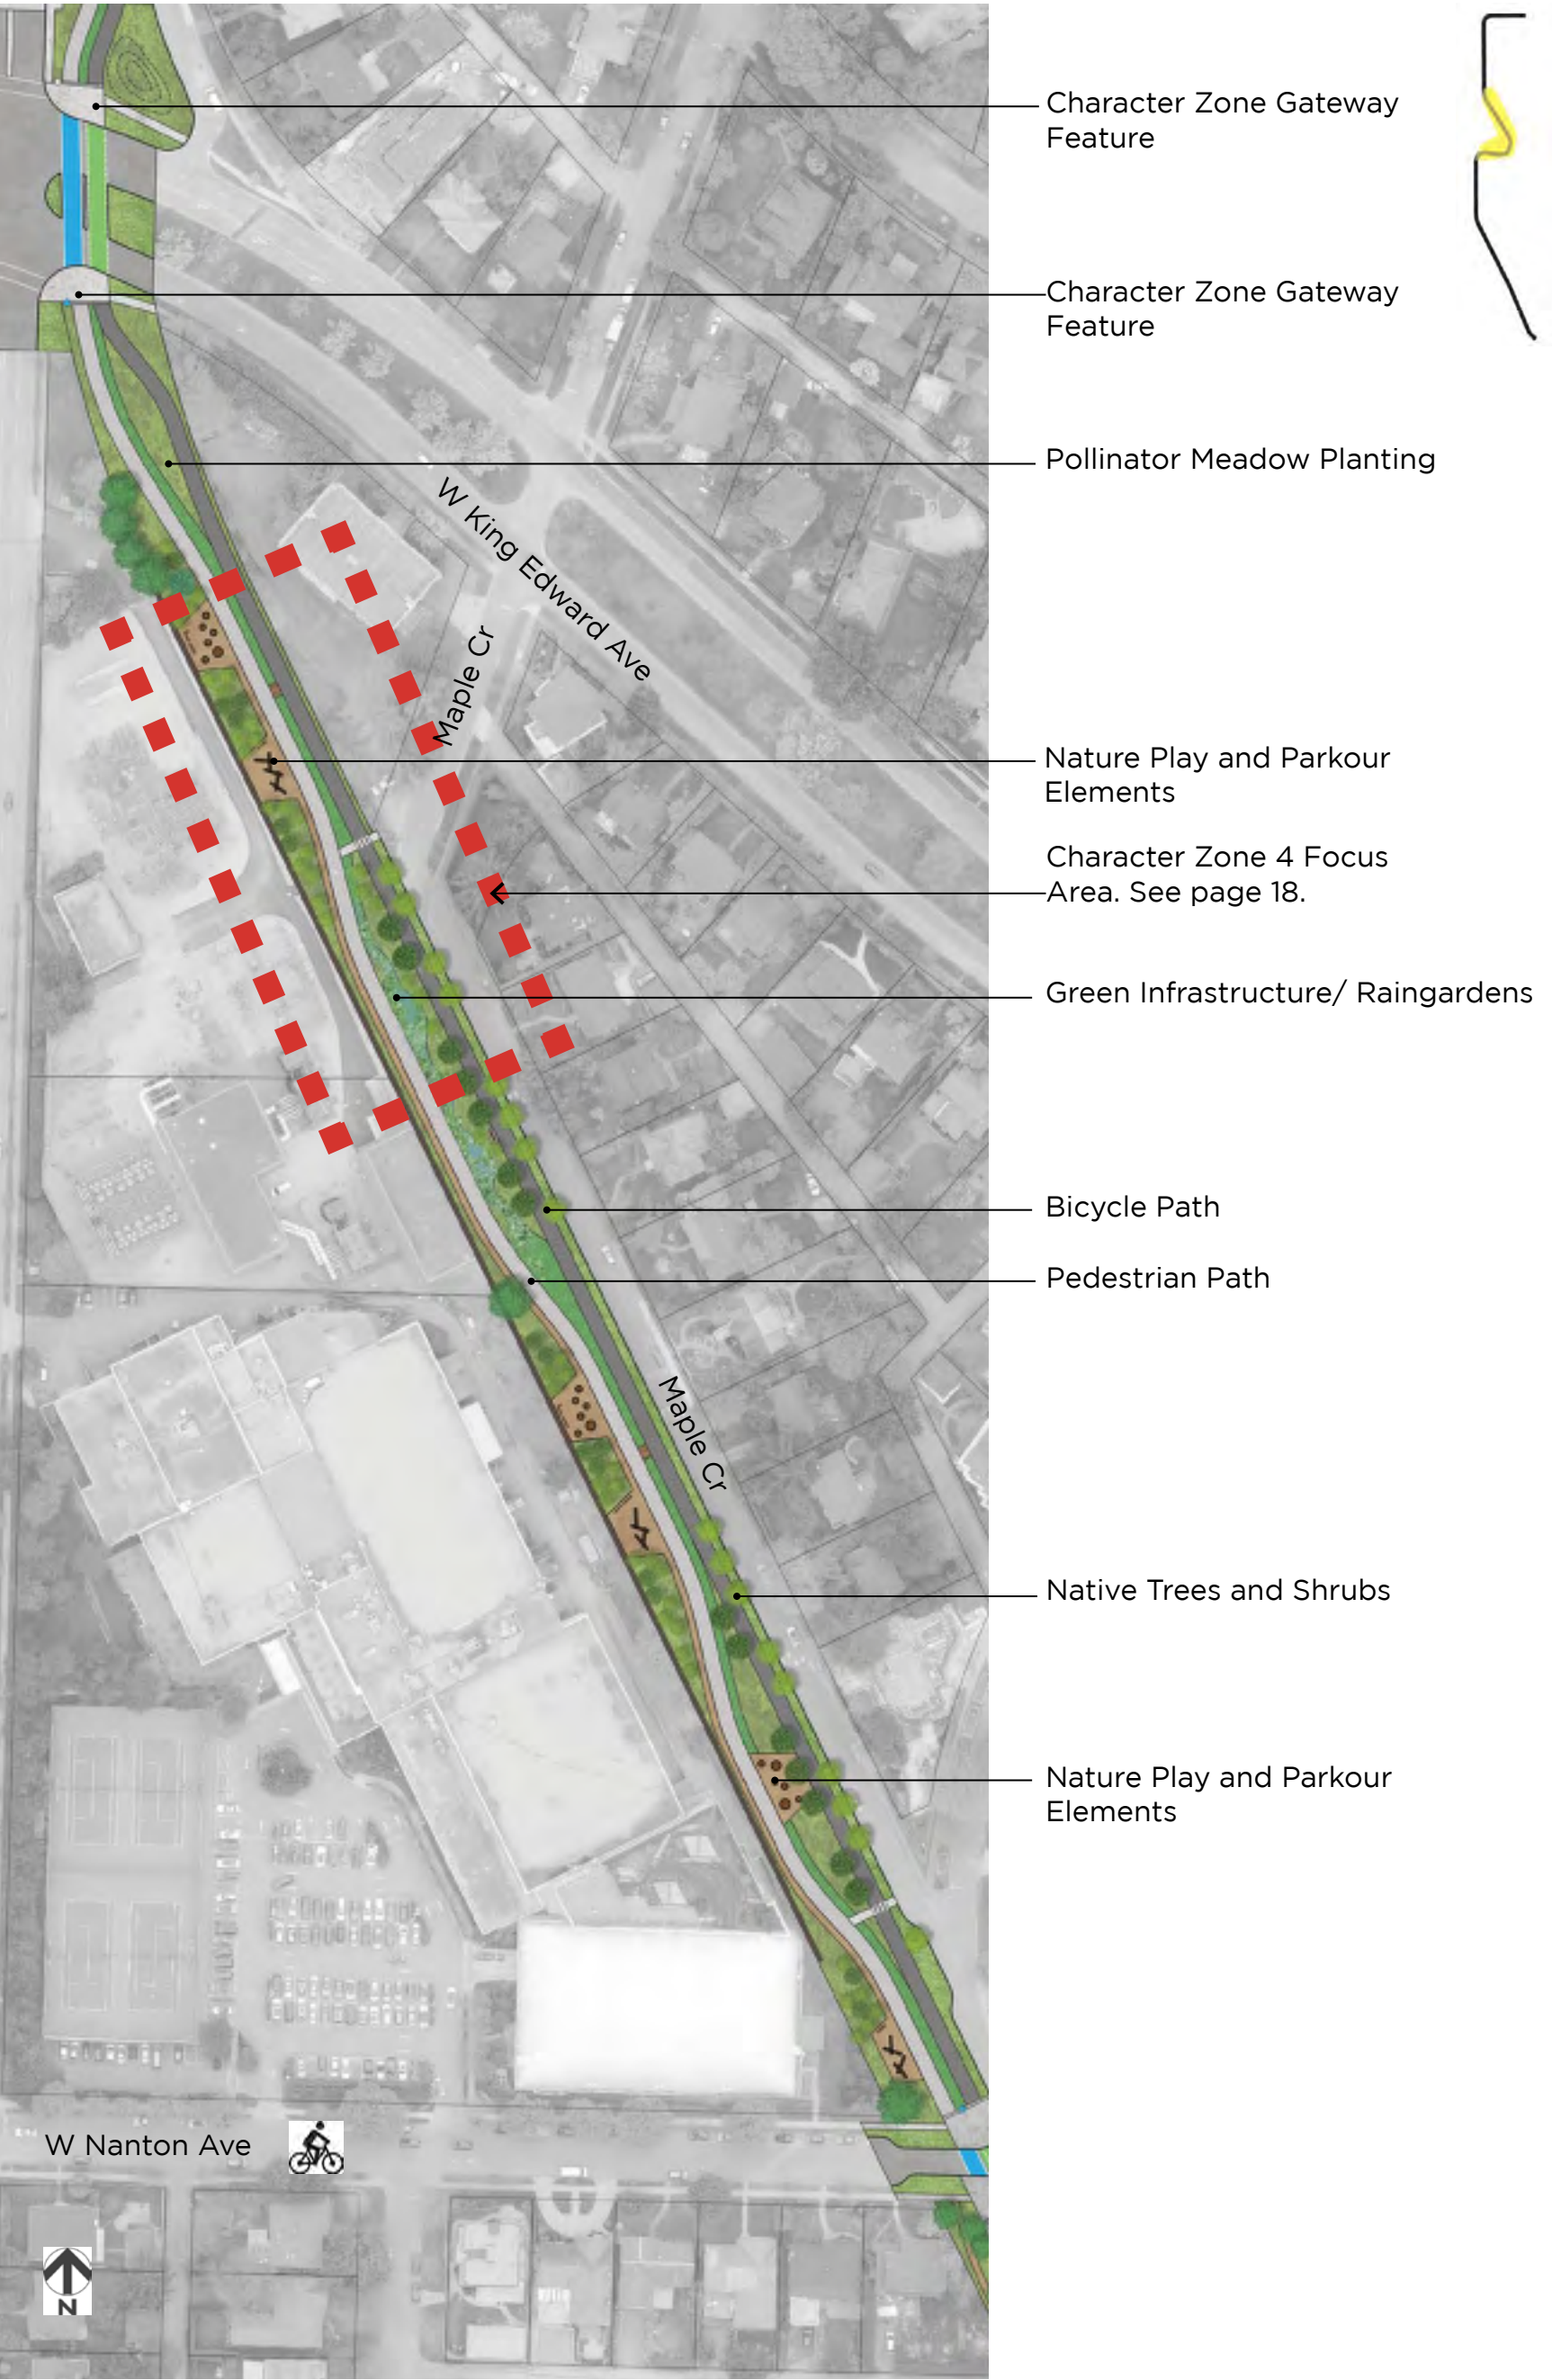 Character Zone Gateway
Feature
Character Zone Gateway
Feature
Pollinator Meadow Planting
W King Edward Ave
Maple Cr
Nature Play and Parkour
Elements
Character Zone 4 Focus
Area. See page 18.
Green Infrastructure/ Raingardens
Bicycle Path
Pedestrian Path
Maple Cr
Native Trees and Shrubs
Nature Play and Parkour
Elements
W Nanton Ave
N